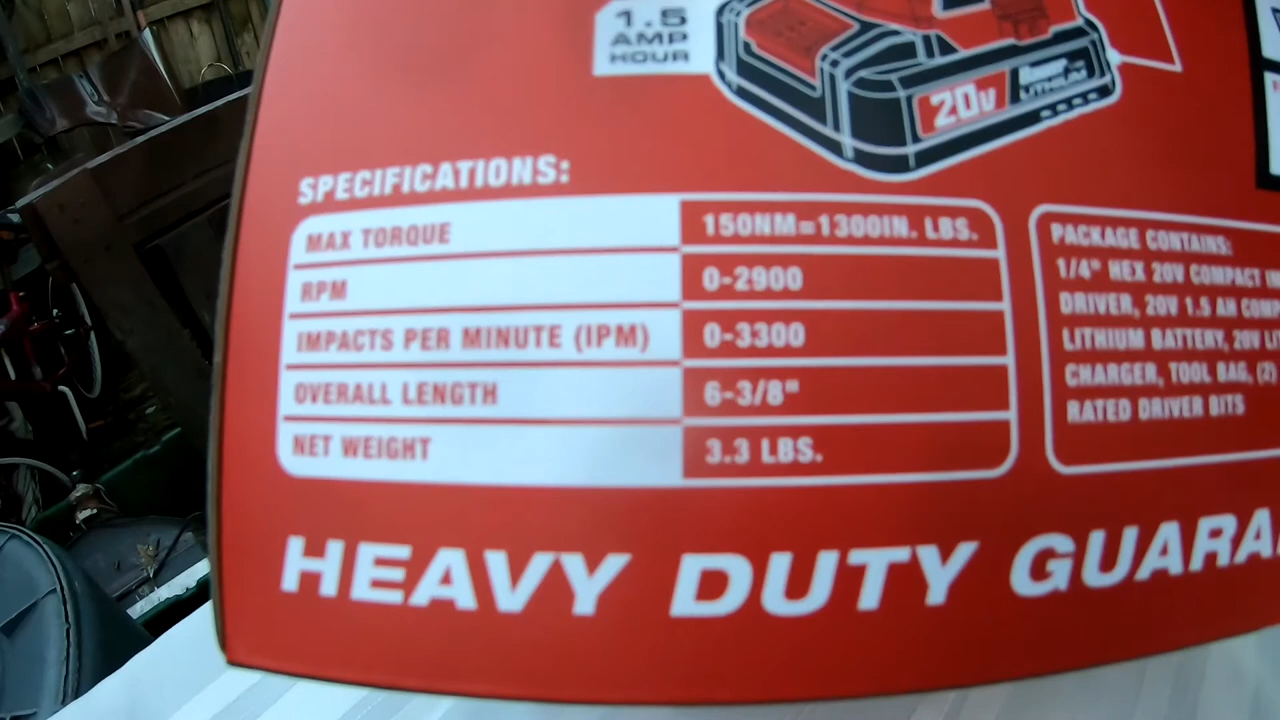 1.5
AMP
HOUR
20V
LITHIUM
SPECIFICATIONS:
MAX TORQUE 150NM=1300IN. LBS.
RPM 0-2900
IMPACTS PER MINUTE (IPM) 0-3300
OVERALL LENGTH 6-3/8"
NET WEIGHT 3.3 LBS.
PACKAGE CONTAINS:
1/4" HEX 20V COMPACT
DRIVER, 20V 1.5 AH
LITHIUM BATTERY, 20V
CHARGER, TOOL BAG, (2)
RATED DRIVER BITS
HEAVY DUTY